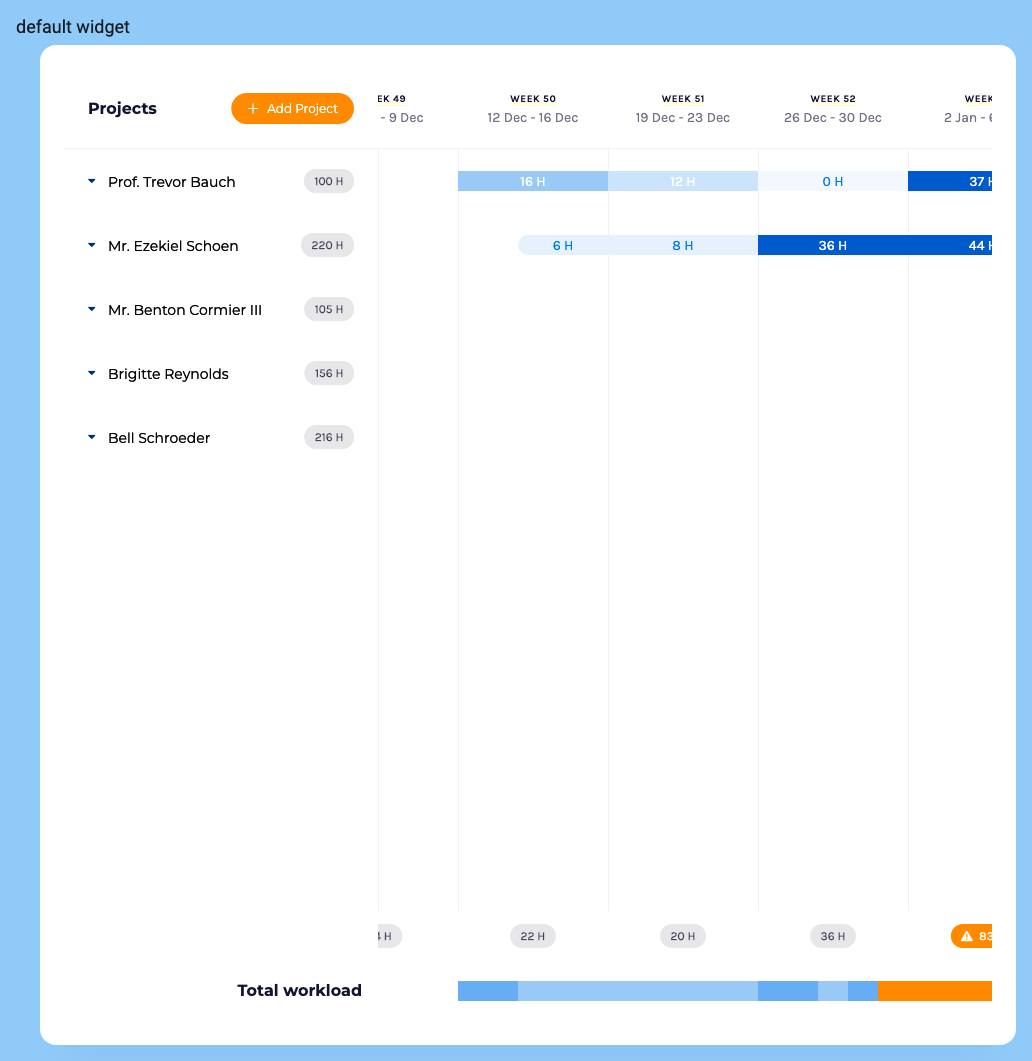 default widget
Projects
+ Add Project
EK 49
- 9 Dec
WEEK 50
12 Dec - 16 Dec
WEEK 51
19 Dec - 23 Dec
WEEK 52
26 Dec - 30 Dec
WEEK
2 Jan -
Prof. Trevor Bauch 100 H 16 H 12 H 0 H 37 H
Mr. Ezekiel Schoen 220 H 6 H 8 H 36 H 44 H
Mr. Benton Cormier III 105 H
Brigitte Reynolds 156 H
Bell Schroeder 216 H
H 22 H 20 H 36 H 83
Total workload